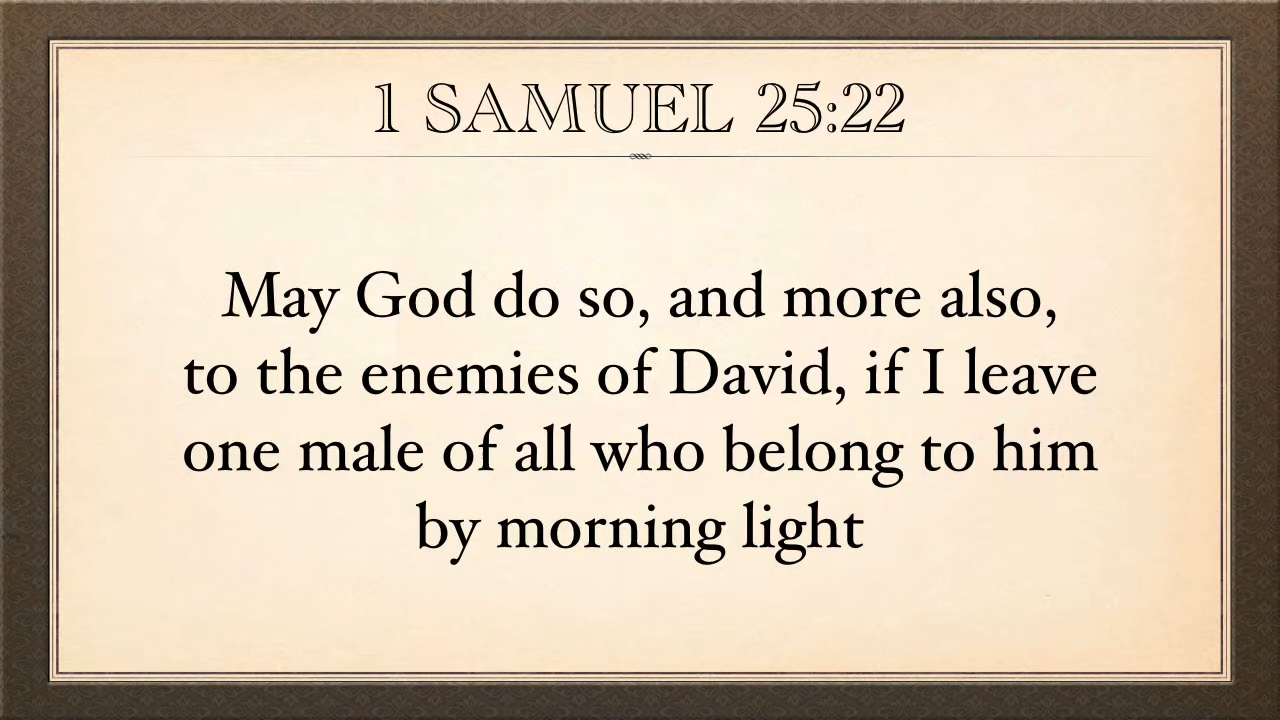 1 SAMUEL 25:22
May God do so, and more also,
to the enemies of David, if I leave
one male of all who belong to him
by morning light